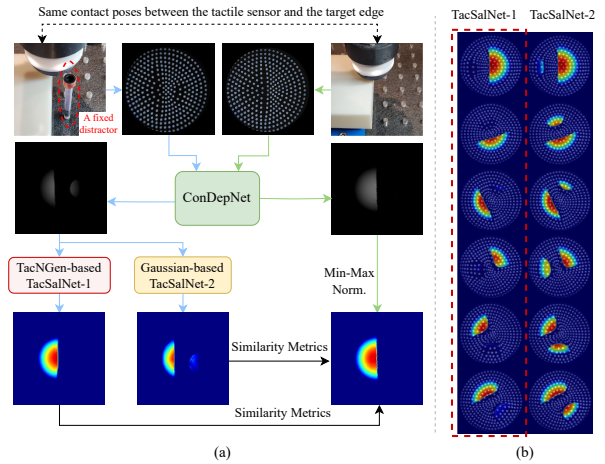 Same contact poses between the tactile sensor and the target edge
A fixed
distractor
ConDepNet
TacNGen-based
TacSalNet-1
Gaussian-based
TacSalNet-2
Min-Max
Norm.
Similarity Metrics
Similarity Metrics
(a)
TacSalNet-1 TacSalNet-2
(b)